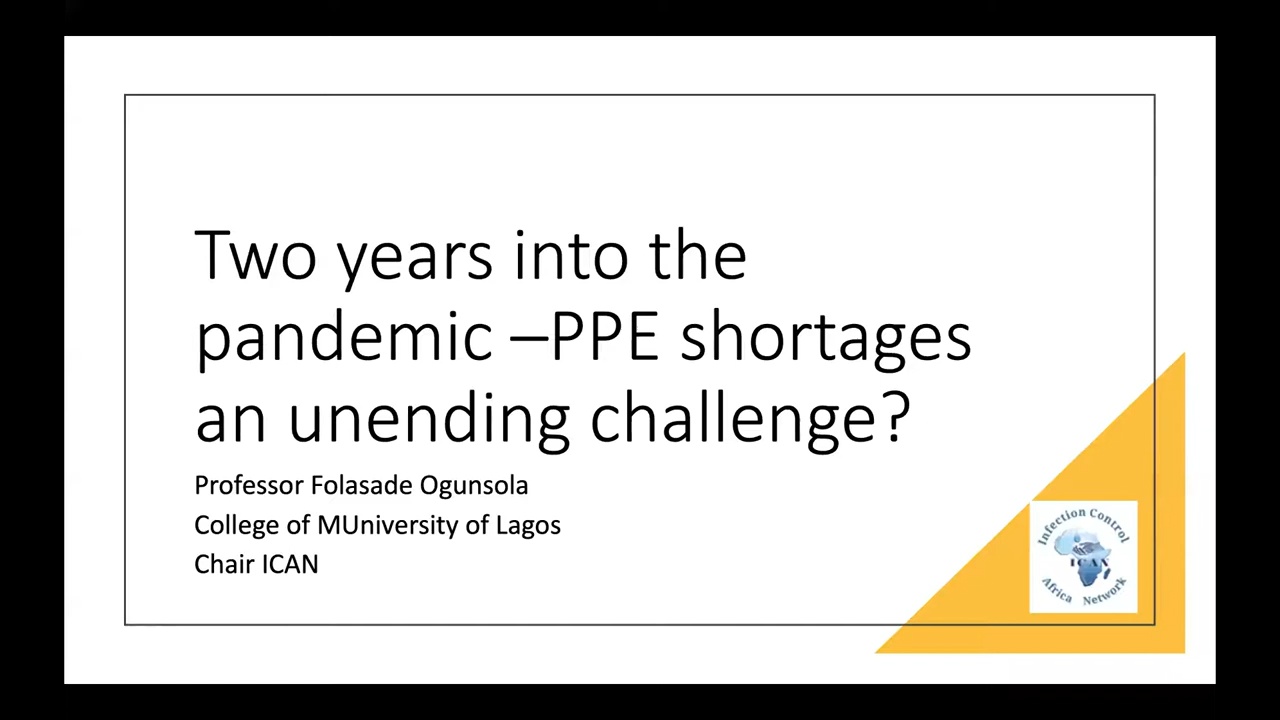 Two years into the
pandemic –PPE shortages
an unending challenge?
Professor Folasade Ogunsola
College of MUniversity of Lagos
Chair ICAN
Infection Control
ICAN
Africa Network